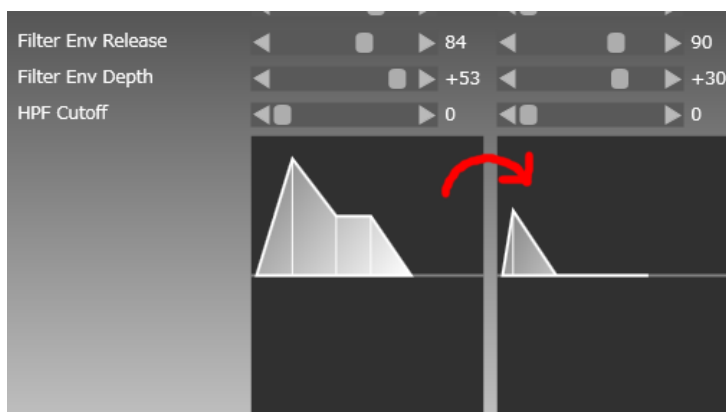 Filter Env Release 84 90
Filter Env Depth +53 +30
HPF Cutoff 0 0